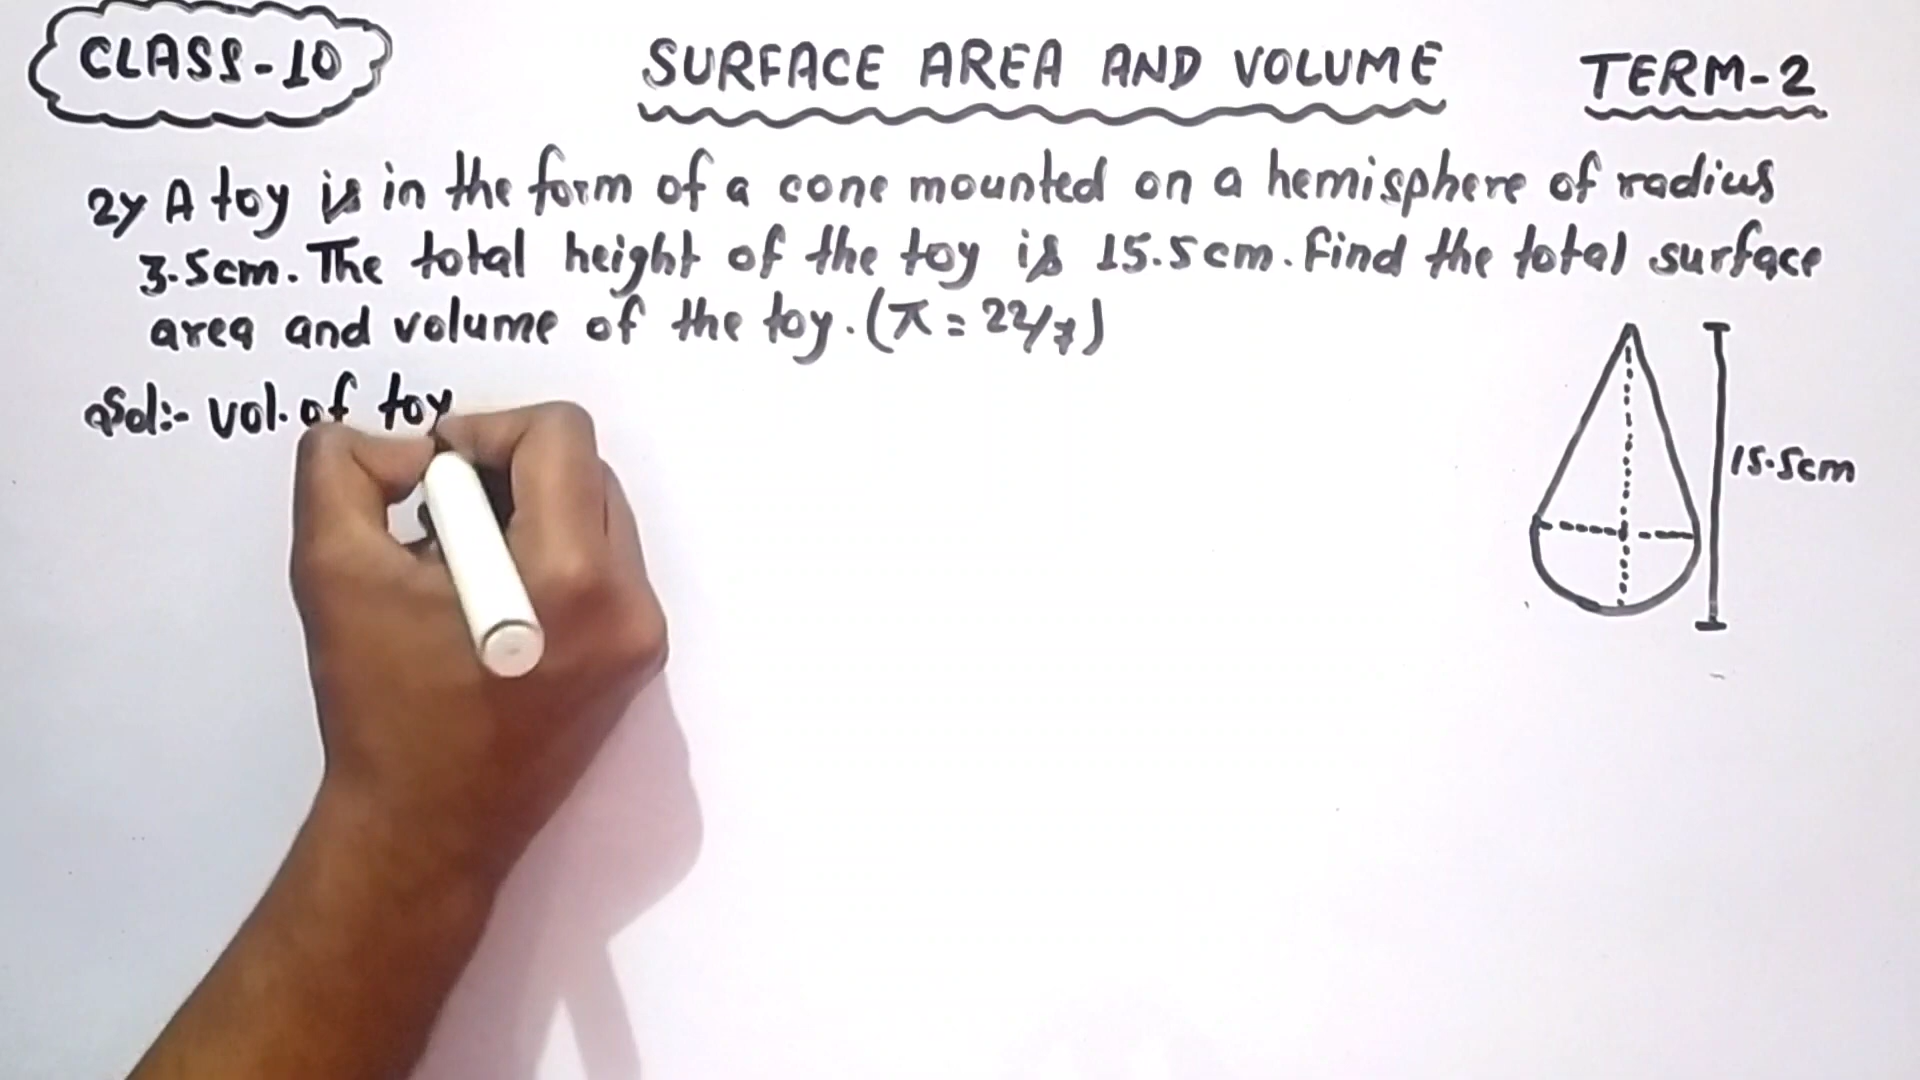 CLASS-10
SURFACE AREA AND VOLUME
TERM-2
2) A toy is in the form of a cone mounted on a hemisphere of radius
3.5cm. The total height of the toy is 15.5cm. Find the total surface
area and volume of the toy. (π = 22/7)
Sol:- Vol. of toy
15.5cm